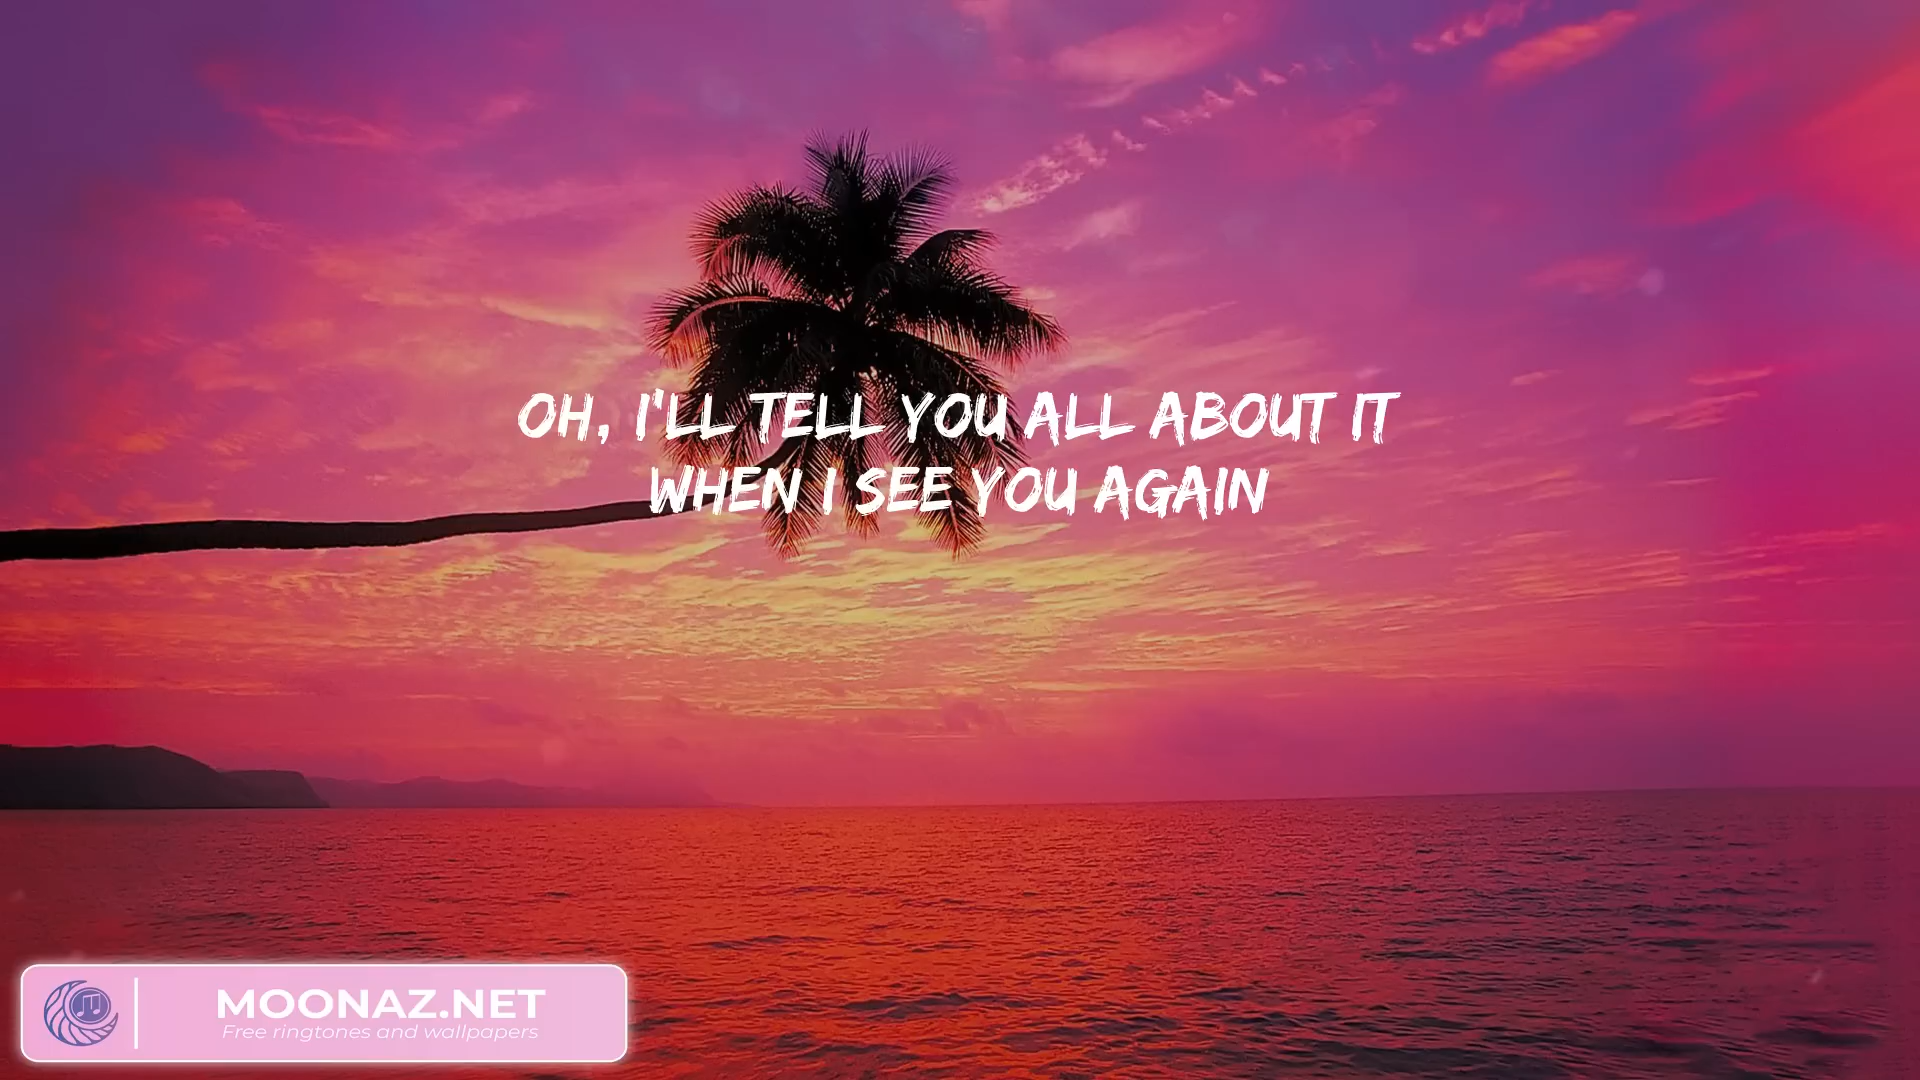 OH, I'LL TELL YOU ALL ABOUT IT
WHEN I SEE YOU AGAIN
MOONAZ.NET
Free ringtones and wallpapers